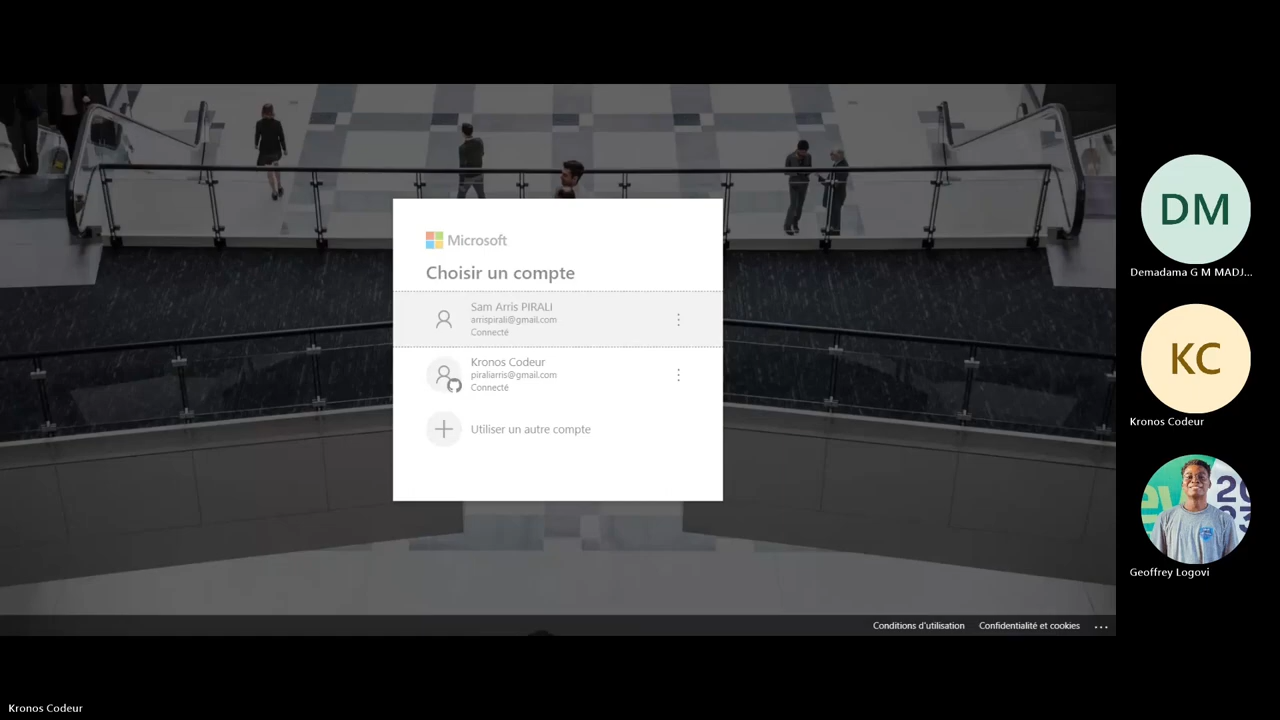 Microsoft
Choisir un compte
Sam Arris PIRALI
arrispirali@gmail.com
Connecté
Kronos Codeur
piraliarris@gmail.com
Connecté
Utiliser un autre compte
Conditions d'utilisation
Confidentialité et cookies
...
DM
Demadama G M MADJ...
KC
Kronos Codeur
Geoffrey Logovi
Kronos Codeur